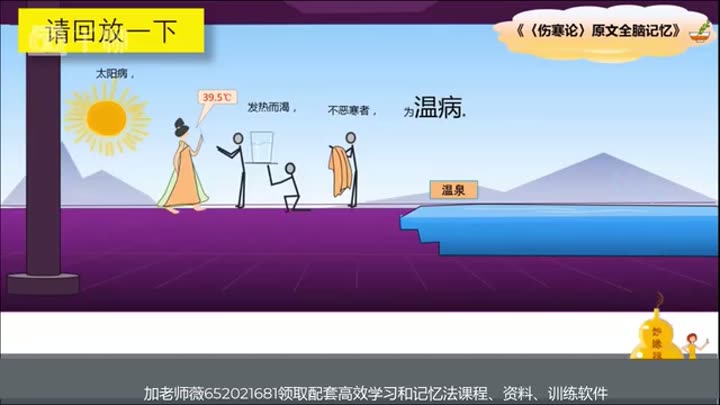 请回放一下
《〈伤寒论〉原文全脑记忆》
太阳病，
39.5℃
发热而渴，
不恶寒者，
为温病。
温泉
加老师薇652021681领取配套高效学习和记忆法课程、资料、训练软件